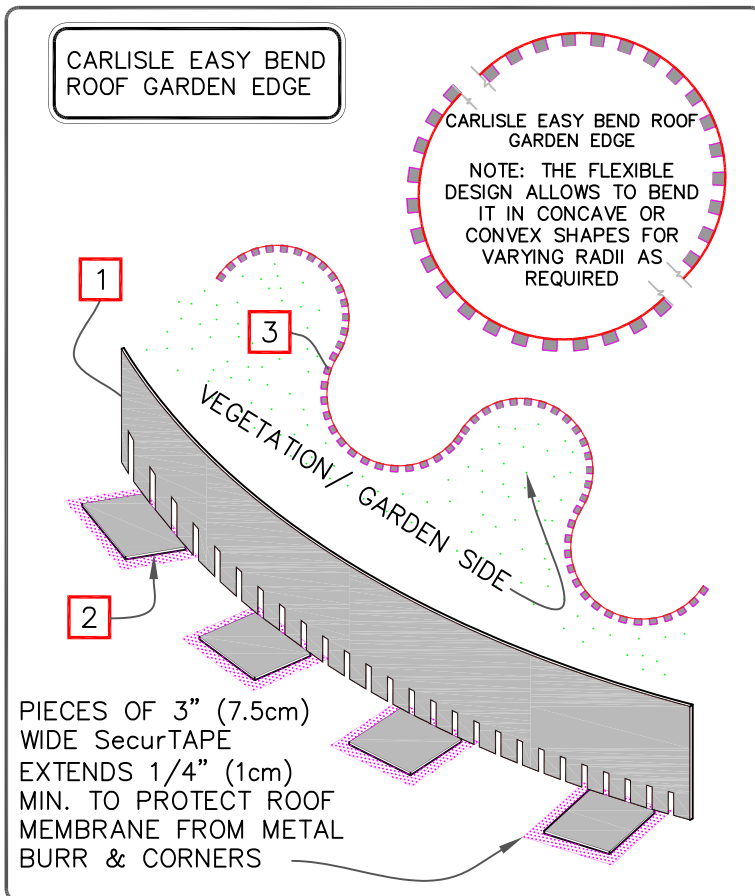 CARLISLE EASY BEND
ROOF GARDEN EDGE
CARLISLE EASY BEND ROOF
GARDEN EDGE
NOTE: THE FLEXIBLE
DESIGN ALLOWS TO BEND
IT IN CONCAVE OR
CONVEX SHAPES FOR
VARYING RADII AS
REQUIRED
1
3
VEGETATION/ GARDEN SIDE
2
PIECES OF 3” (7.5cm)
WIDE SecurTAPE
EXTENDS 1/4” (1cm)
MIN. TO PROTECT ROOF
MEMBRANE FROM METAL
BURR & CORNERS